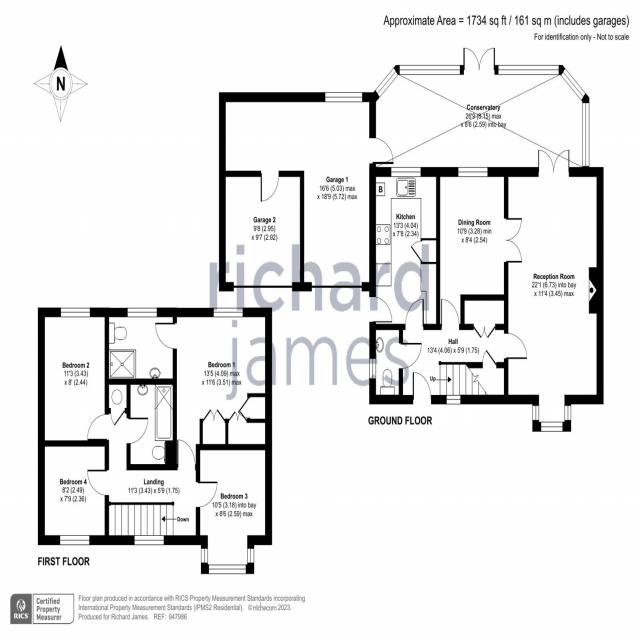 Approximate Area = 1734 sq ft / 161 sq m (includes garages)
For identification only - Not to scale
N
Conservatory
26'9 (8.15) max
x 8'6 (2.59) into bay
Garage 1
16'6 (5.03) max
x 18'9 (5.72) max
Garage 2
9'8 (2.95)
x 9'7 (2.92)
B
Kitchen
13'3 (4.04)
x 7'8 (2.34)
Dining Room
10'9 (3.28) min
x 8'4 (2.54)
Reception Room
22'1 (6.73) into bay
x 11'4 (3.45) max
richard
james
Hall
13'4 (4.06) x 5'9 (1.75)
Up
GROUND FLOOR
Bedroom 2
11'3 (3.43)
x 8' (2.44)
Bedroom 1
13'5 (4.09) max
x 11'6 (3.51) max
Bedroom 4
8'2 (2.49)
x 7'9 (2.36)
Landing
11'3 (3.43) x 5'9 (1.75)
Bedroom 3
10'5 (3.18) into bay
x 8'6 (2.59) max
Down
FIRST FLOOR
RICS
Certified
Property
Measurer
Floor plan produced in accordance with RICS Property Measurement Standards incorporating
International Property Measurement Standards (IPMS2 Residential). ©nichecom 2023.
Produced for Richard James. REF: 947986